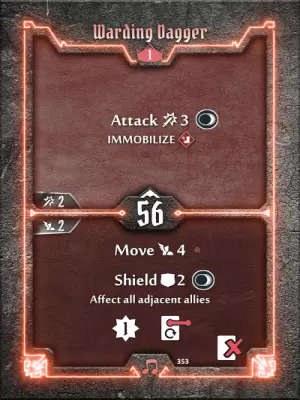 Warding Dagger
1
Attack 3
IMMOBILIZE
2
56
2
Move 4
Shield 2
Affect all adjacent allies
1
353